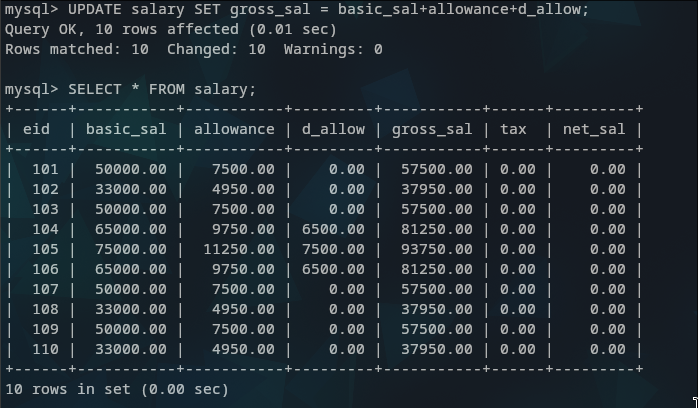 mysql> UPDATE salary SET gross_sal = basic_sal+allowance+d_allow;
Query OK, 10 rows affected (0.01 sec)
Rows matched: 10  Changed: 10  Warnings: 0

mysql> SELECT * FROM salary;
+------+-----------+-----------+---------+-----------+------+---------+
| eid  | basic_sal | allowance | d_allow | gross_sal | tax  | net_sal |
+------+-----------+-----------+---------+-----------+------+---------+
|  101 |  50000.00 |   7500.00 |    0.00 |  57500.00 | 0.00 |    0.00 |
|  102 |  33000.00 |   4950.00 |    0.00 |  37950.00 | 0.00 |    0.00 |
|  103 |  50000.00 |   7500.00 |    0.00 |  57500.00 | 0.00 |    0.00 |
|  104 |  65000.00 |   9750.00 | 6500.00 |  81250.00 | 0.00 |    0.00 |
|  105 |  75000.00 |  11250.00 | 7500.00 |  93750.00 | 0.00 |    0.00 |
|  106 |  65000.00 |   9750.00 | 6500.00 |  81250.00 | 0.00 |    0.00 |
|  107 |  50000.00 |   7500.00 |    0.00 |  57500.00 | 0.00 |    0.00 |
|  108 |  33000.00 |   4950.00 |    0.00 |  37950.00 | 0.00 |    0.00 |
|  109 |  50000.00 |   7500.00 |    0.00 |  57500.00 | 0.00 |    0.00 |
|  110 |  33000.00 |   4950.00 |    0.00 |  37950.00 | 0.00 |    0.00 |
+------+-----------+-----------+---------+-----------+------+---------+
10 rows in set (0.00 sec)